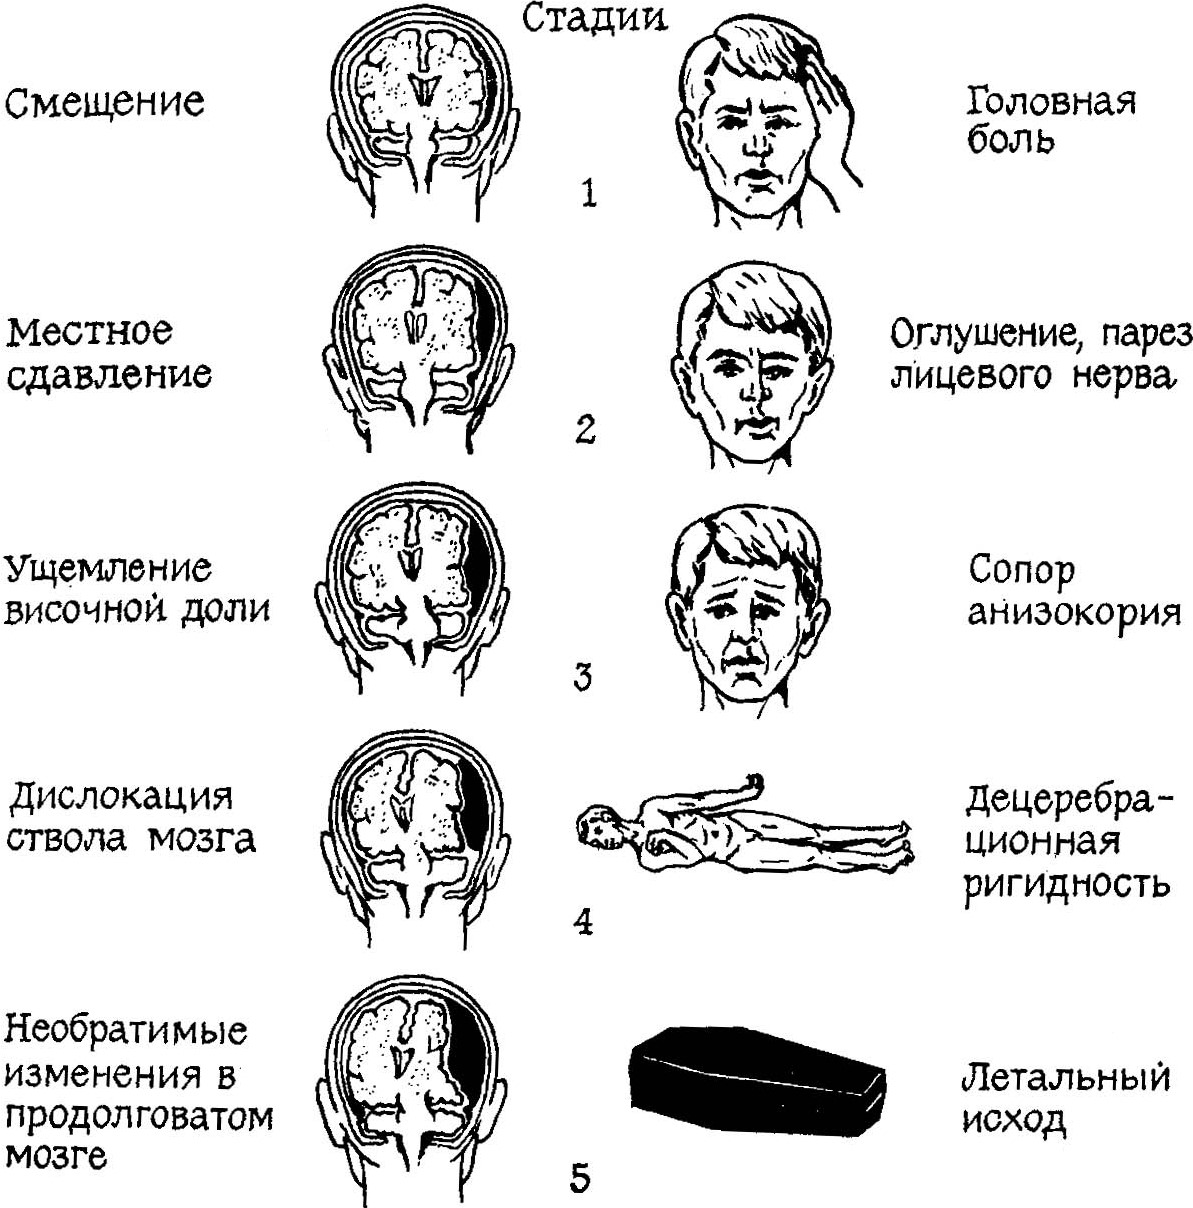 Стадии
Смещение
1
Головная
боль
Местное
сдавление
2
Оглушение, парез
лицевого нерва
Ущемление
височной доли
3
Сопор
анизокория
Дислокация
ствола мозга
4
Децеребра-
ционная
ригидность
Необратимые
изменения в
продолговатом
мозге
5
Летальный
исход